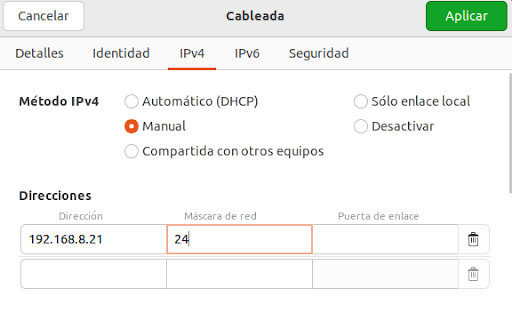 Cancelar Cableada Aplicar
Detalles Identidad IPv4 IPv6 Seguridad
Método IPv4 Automático (DHCP) Sólo enlace local
Manual Desactivar
Compartida con otros equipos
Direcciones
Dirección Máscara de red Puerta de enlace
192.168.8.21 24